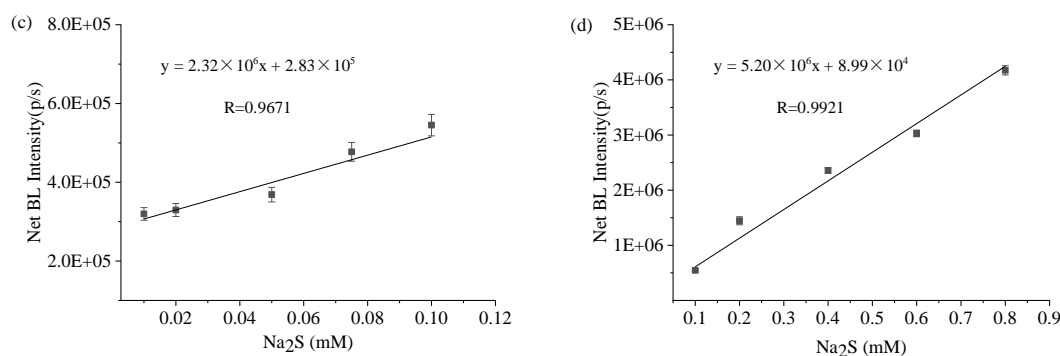 (c)
8.0E+05
6.0E+05
4.0E+05
2.0E+05
Net BL Intensity(p/s)
y = 2.32×10⁶x + 2.83×10⁵
R=0.9671
0.02 0.04 0.06 0.08 0.10 0.12
Na₂S (mM)
(d)
5E+06
4E+06
3E+06
2E+06
1E+06
Net BL Intensity(p/s)
y = 5.20×10⁶x + 8.99×10⁴
R=0.9921
0.1 0.2 0.3 0.4 0.5 0.6 0.7 0.8 0.9
Na₂S (mM)